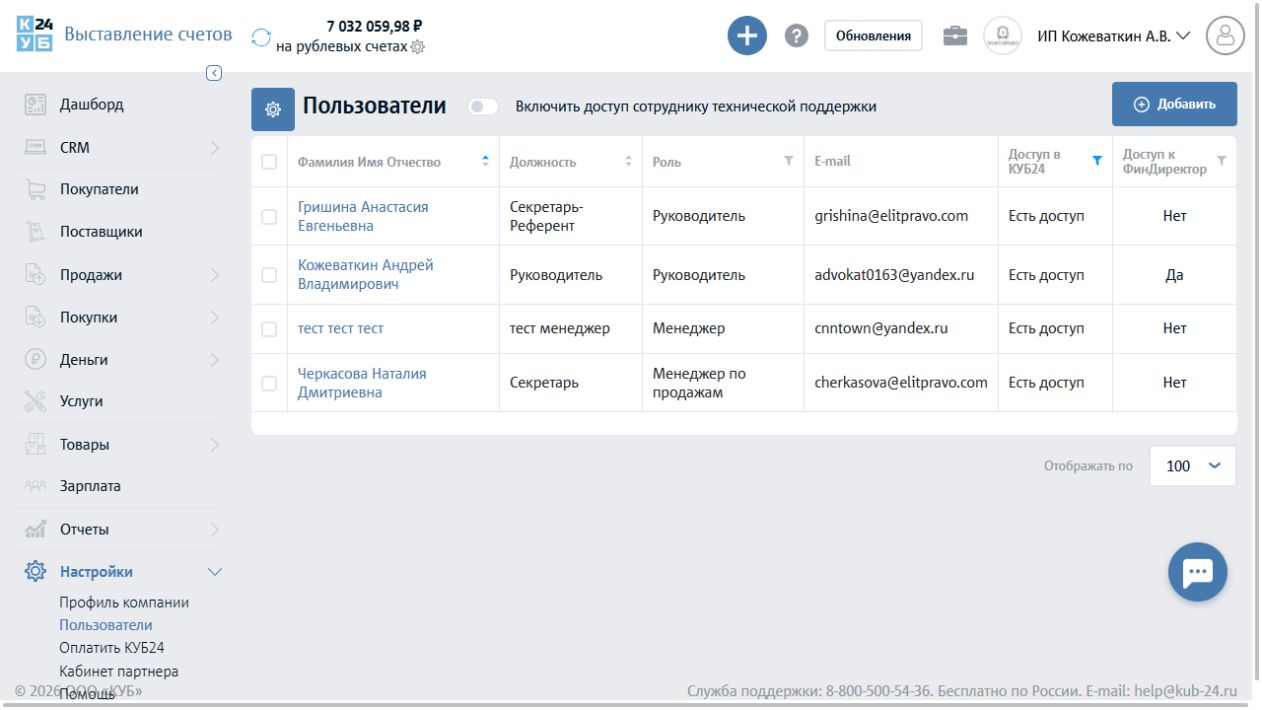 К 24
УБ
Выставление счетов
7 032 059,98 ₽
на рублевых счетах
Обновления
ИП Кожеваткин А.В.
Дашборд
CRM
Покупатели
Поставщики
Продажи
Покупки
Деньги
Услуги
Товары
Зарплата
Отчеты
Настройки
Профиль компании
Пользователи
Оплатить КУБ24
Кабинет партнера
Помощь
Пользователи
Включить доступ сотруднику технической поддержки
Добавить
Фамилия Имя Отчество Должность Роль E-mail Доступ в КУБ24 Доступ к ФинДиректор
Гришина Анастасия Евгеньевна Секретарь-Референт Руководитель grishina@elitpravo.com Есть доступ Нет
Кожеваткин Андрей Владимирович Руководитель Руководитель advokat0163@yandex.ru Есть доступ Да
тест тест тест тест менеджер Менеджер cnntown@yandex.ru Есть доступ Нет
Черкасова Наталия Дмитриевна Секретарь Менеджер по продажам cherkasova@elitpravo.com Есть доступ Нет
Отображать по 100
© 2026 ООО «КУБ»
Служба поддержки: 8-800-500-54-36. Бесплатно по России. E-mail: help@kub-24.ru